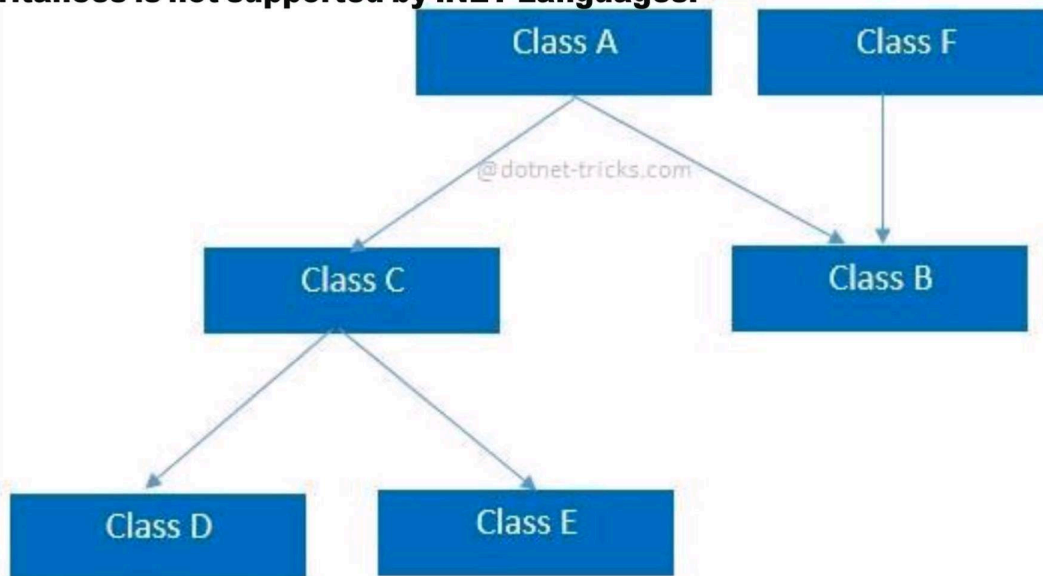 is not supported by .NET Languages.
Class A
Class F
@dotnet-tricks.com
Class C
Class B
Class D
Class E